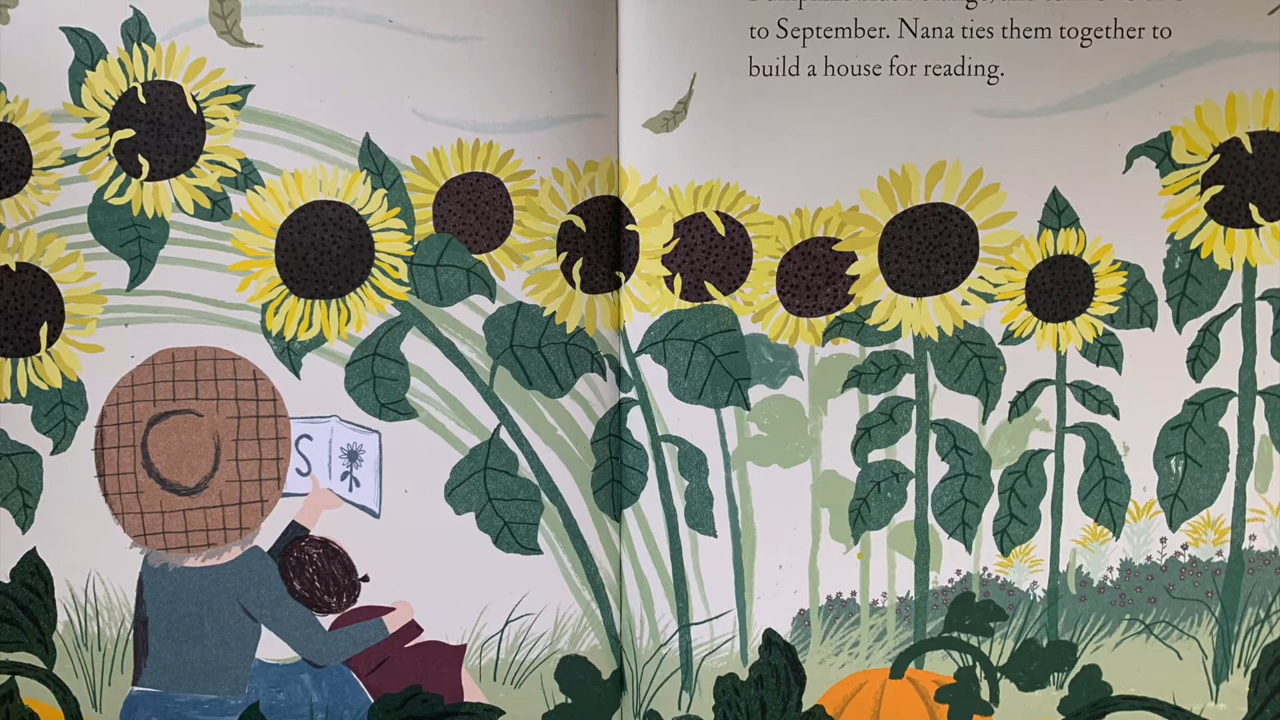 to September. Nana ties them together to
build a house for reading.
S